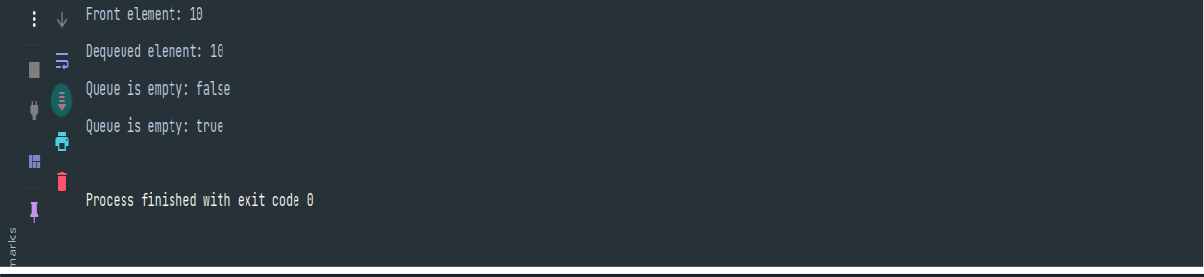 Front element: 10
Dequeued element: 10
Queue is empty: false
Queue is empty: true
Process finished with exit code 0
marks